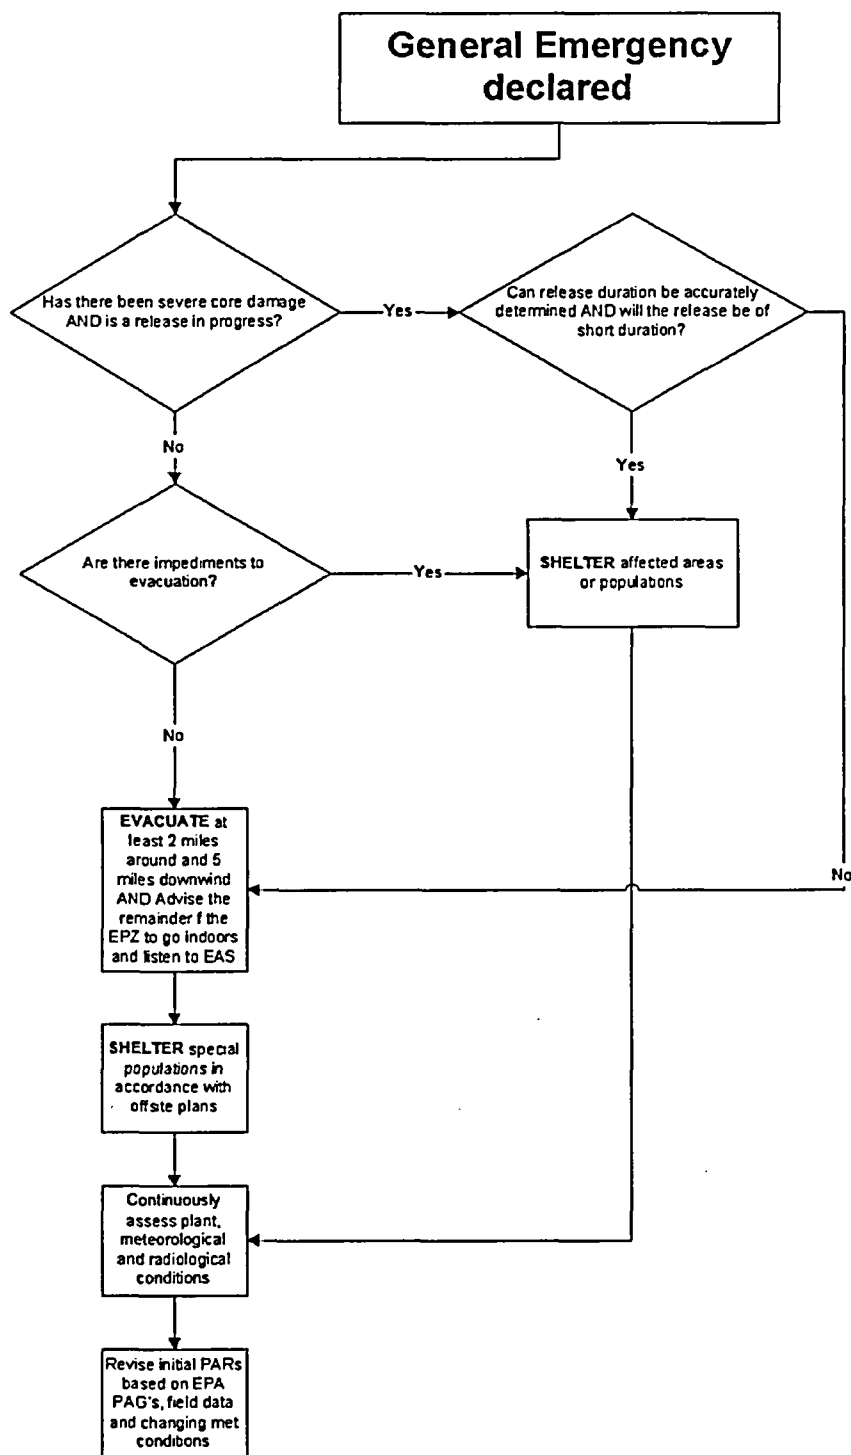 General Emergency
declared
Has there been severe core damage
AND is a release in progress?
Yes
Can release duration be accurately
determined AND will the release be of
short duration?
No
Yes
Are there impediments to
evacuation?
Yes
SHELTER affected areas
or populations
No
EVACUATE at
least 2 miles
around and 5
miles downwind
AND Advise the
remainder f the
EPZ to go indoors
and listen to EAS
No
SHELTER special
populations in
accordance with
offsite plans
Continuously
assess plant,
meteorological
and radiological
conditions
Revise initial PARs
based on EPA
PAG's, field data
and changing met
conditions